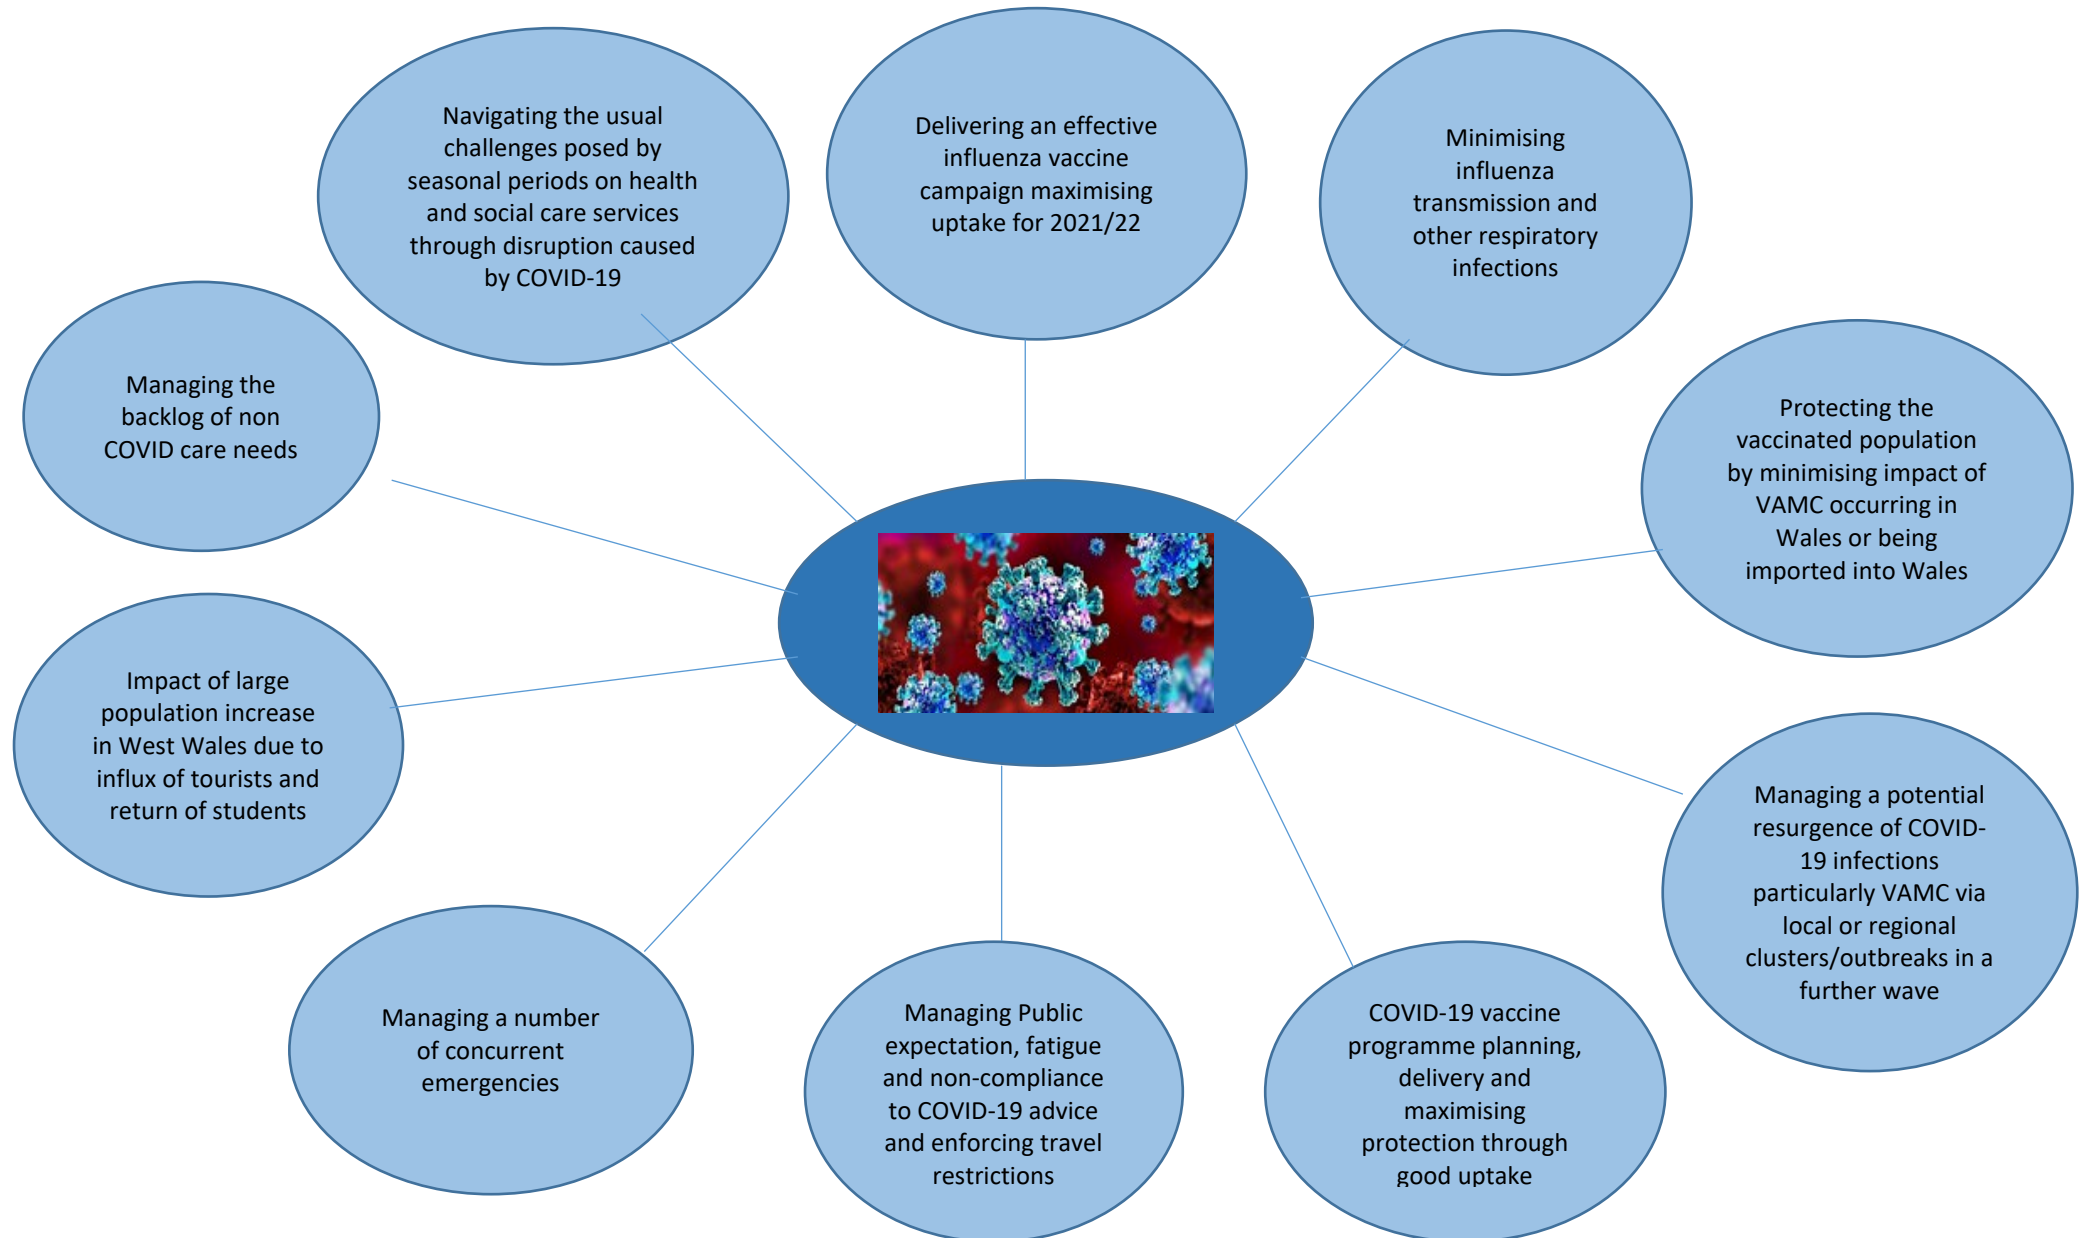 Navigating the usual
challenges posed by
seasonal periods on health
and social care services
through disruption caused
by COVID-19
Delivering an effective
influenza vaccine
campaign maximising
uptake for 2021/22
Minimising
influenza
transmission and
other respiratory
infections
Managing the
backlog of non
COVID care needs
Protecting the
vaccinated population
by minimising impact of
VAMC occurring in
Wales or being
imported into Wales
Impact of large
population increase
in West Wales due to
influx of tourists and
return of students
Managing a potential
resurgence of COVID-
19 infections
particularly VAMC via
local or regional
clusters/outbreaks in a
further wave
Managing a number
of concurrent
emergencies
Managing Public
expectation, fatigue
and non-compliance
to COVID-19 advice
and enforcing travel
restrictions
COVID-19 vaccine
programme planning,
delivery and
maximising
protection through
good uptake